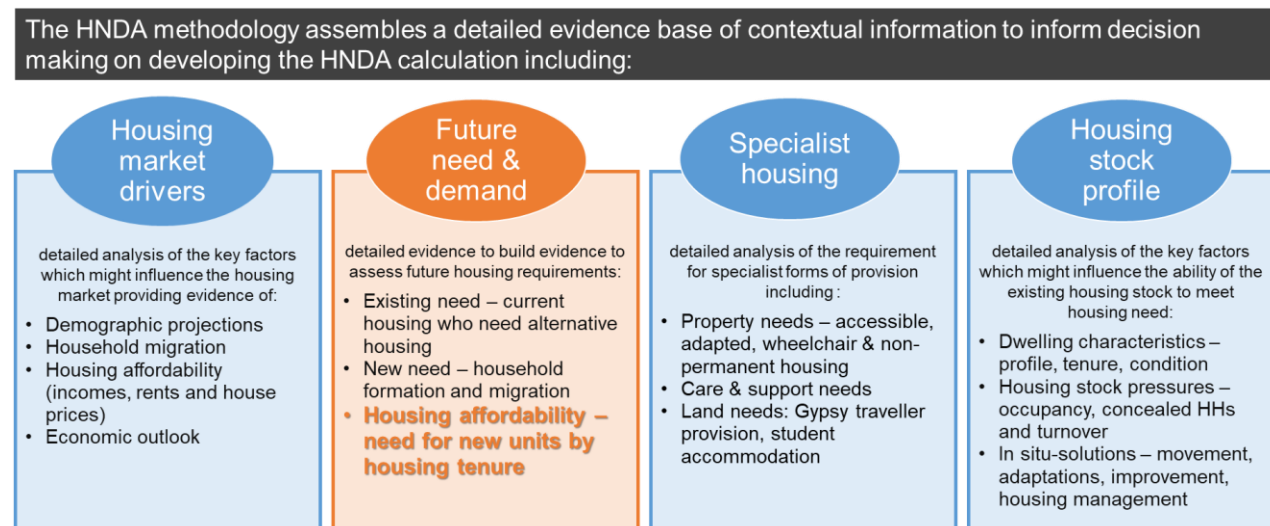 The HNDA methodology assembles a detailed evidence base of contextual information to inform decision
making on developing the HNDA calculation including:
Housing
market
drivers
detailed analysis of the key factors
which might influence the housing
market providing evidence of:
• Demographic projections
• Household migration
• Housing affordability
(incomes, rents and house
prices)
• Economic outlook
Future
need &
demand
detailed evidence to build evidence to
assess future housing requirements:
• Existing need – current
housing who need alternative
housing
• New need – household
formation and migration
• Housing affordability –
need for new units by
housing tenure
Specialist
housing
detailed analysis of the requirement
for specialist forms of provision
including :
• Property needs – accessible,
adapted, wheelchair & non-
permanent housing
• Care & support needs
• Land needs: Gypsy traveller
provision, student
accommodation
Housing
stock
profile
detailed analysis of the key factors
which might influence the ability of the
existing housing stock to meet
housing need:
• Dwelling characteristics –
profile, tenure, condition
• Housing stock pressures –
occupancy, concealed HHs
and turnover
• In situ-solutions – movement,
adaptations, improvement,
housing management